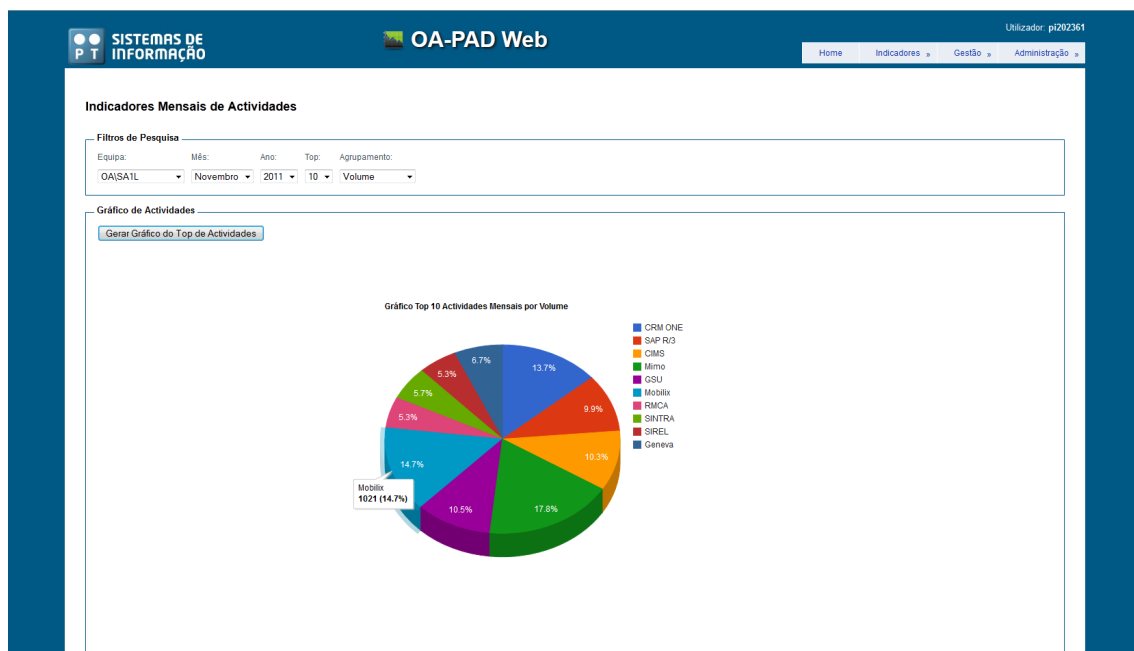 Utilizador: pi202361
SISTEMAS DE
PT INFORMAÇÃO
OA-PAD Web
Home Indicadores » Gestão » Administração »
Indicadores Mensais de Actividades
Filtros de Pesquisa
Equipa: Mês: Ano: Top: Agrupamento:
OA\SA1L Novembro 2011 10 Volume
Gráfico de Actividades
Gerar Gráfico do Top de Actividades
Gráfico Top 10 Actividades Mensais por Volume
CRM ONE
SAP R/3
CIMS
Mimo
GSU
Mobilix
RMCA
SINTRA
SIREL
Geneva
6.7%
13.7%
5.3%
5.7%
9.9%
5.3%
10.3%
14.7%
Mobilix
1021 (14.7%)
10.5%
17.8%